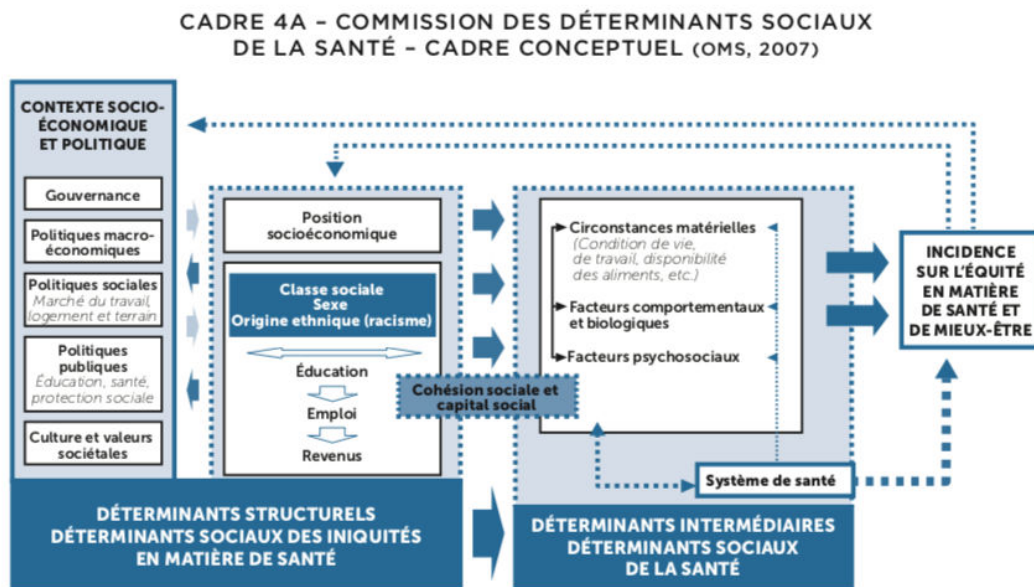 CADRE 4A – COMMISSION DES DÉTERMINANTS SOCIAUX
DE LA SANTÉ – CADRE CONCEPTUEL (OMS, 2007)
CONTEXTE SOCIO-
ÉCONOMIQUE
ET POLITIQUE
Gouvernance
Politiques macro-
économiques
Politiques sociales
Marché du travail,
logement et terrain
Politiques
publiques
Éducation, santé,
protection sociale
Culture et valeurs
sociétales
Position
socioéconomique
Classe sociale
Sexe
Origine ethnique (racisme)
Éducation
Emploi
Revenus
Cohésion sociale et
capital social
Circonstances matérielles
(Condition de vie,
de travail, disponibilité
des aliments, etc.)
Facteurs comportementaux
et biologiques
Facteurs psychosociaux
Système de santé
INCIDENCE
SUR L'ÉQUITÉ
EN MATIÈRE
DE SANTÉ ET
DE MIEUX-ÊTRE
DÉTERMINANTS STRUCTURELS
DÉTERMINANTS SOCIAUX DES INIQUITÉS
EN MATIÈRE DE SANTÉ
DÉTERMINANTS INTERMÉDIAIRES
DÉTERMINANTS SOCIAUX
DE LA SANTÉ